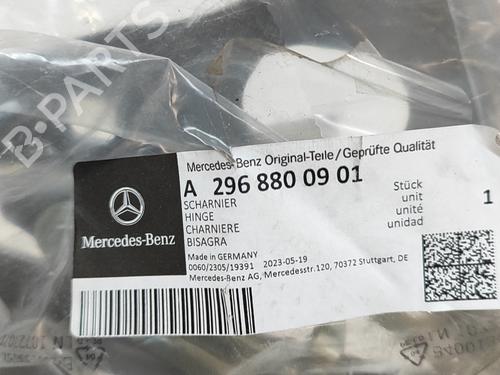 B-PARTS
Mercedes-Benz Original-Teile/Geprüfte Qualität
A 296 880 09 01
SCHARNIER
HINGE
CHARNIERE
BISAGRA
Stück
unit
unité
unidad
1
Mercedes-Benz
Made in GERMANY
0060/2305/19391 2023-05-19
Mercedes-Benz AG, Mercedesstr.120, 70372 Stuttgart, DE